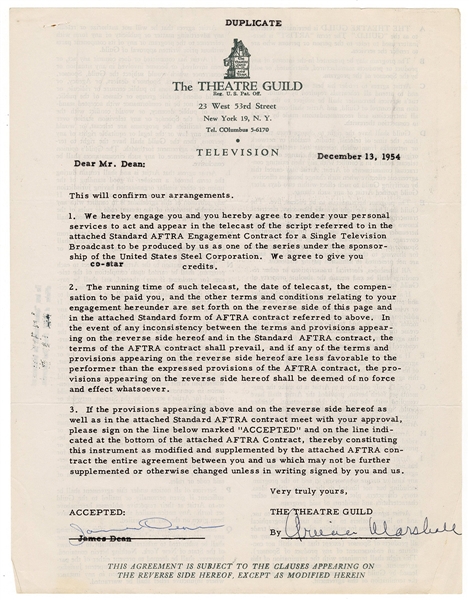 DUPLICATE
The THEATRE GUILD
Reg. U. S. Pat. Off.
23 West 53rd Street
New York 19, N. Y.
Tel. COlumbus 5-6170
TELEVISION
December 13, 1954
Dear Mr. Dean:
This will confirm our arrangements.
1. We hereby engage you and you hereby agree to render your personal
services to act and appear in the telecast of the script referred to in the
attached Standard AFTRA Engagement Contract for a Single Television
Broadcast to be produced by us as one of the series under the sponsor-
ship of the United States Steel Corporation. We agree to give you
co-star credits.
2. The running time of such telecast, the date of telecast, the compen-
sation to be paid you, and the other terms and conditions relating to your
engagement hereunder are set forth on the reverse side of this page and
in the attached Standard form of AFTRA contract referred to above. In
the event of any inconsistency between the terms and provisions appear-
ing on the reverse side hereof and in the Standard AFTRA contract, the
terms of the AFTRA contract shall prevail, and if any of the terms and
provisions appearing on the reverse side hereof are less favorable to the
performer than the expressed provisions of the AFTRA contract, the pro-
visions appearing on the reverse side hereof shall be deemed of no force
and effect whatsoever.
3. If the provisions appearing above and on the reverse side hereof as
well as in the attached Standard AFTRA contract meet with your approval,
please sign on the line below marked "ACCEPTED" and on the line indi-
cated at the bottom of the attached AFTRA Contract, thereby constituting
this instrument as modified and supplemented by the attached AFTRA con-
tract the entire agreement between you and us which may not be further
supplemented or otherwise changed unless in writing signed by you and us.
Very truly yours,
ACCEPTED:
THE THEATRE GUILD
James Dean
James Dean
By Armina Marshall
THIS AGREEMENT IS SUBJECT TO THE CLAUSES APPEARING ON
THE REVERSE SIDE HEREOF, EXCEPT AS MODIFIED HEREIN